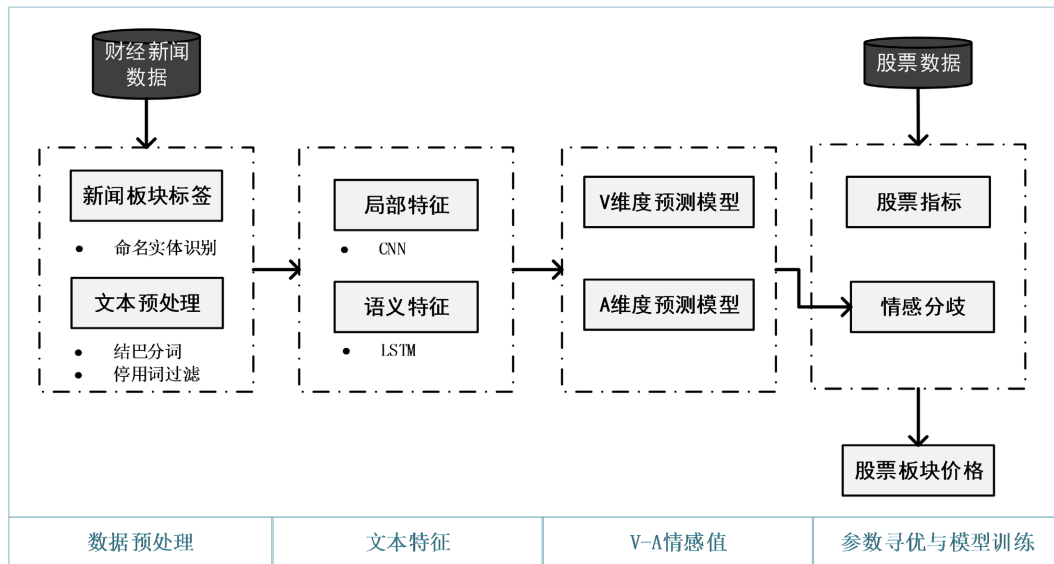 财经新闻
数据
股票数据
新闻板块标签
• 命名实体识别
文本预处理
• 结巴分词
• 停用词过滤
局部特征
• CNN
语义特征
• LSTM
V维度预测模型
A维度预测模型
股票指标
情感分歧
股票板块价格
数据预处理
文本特征
V-A情感值
参数寻优与模型训练